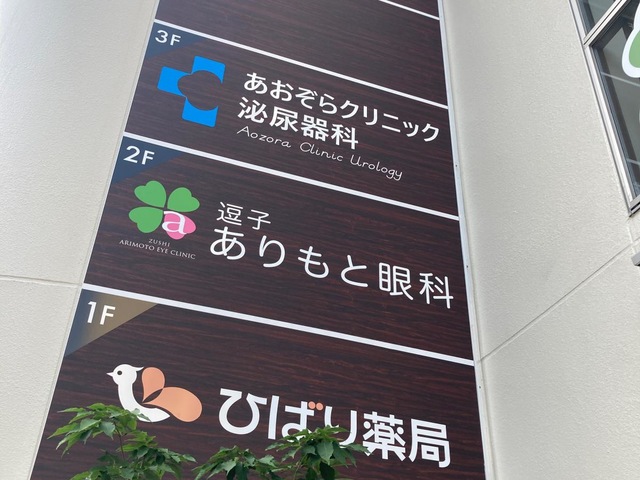 3F
あおぞらクリニック
泌尿器科
Aozora Clinic Urology
2F
a
ZUSHI
ARIMOTO EYE CLINIC
逗子
ありもと眼科
1F
ひばり薬局